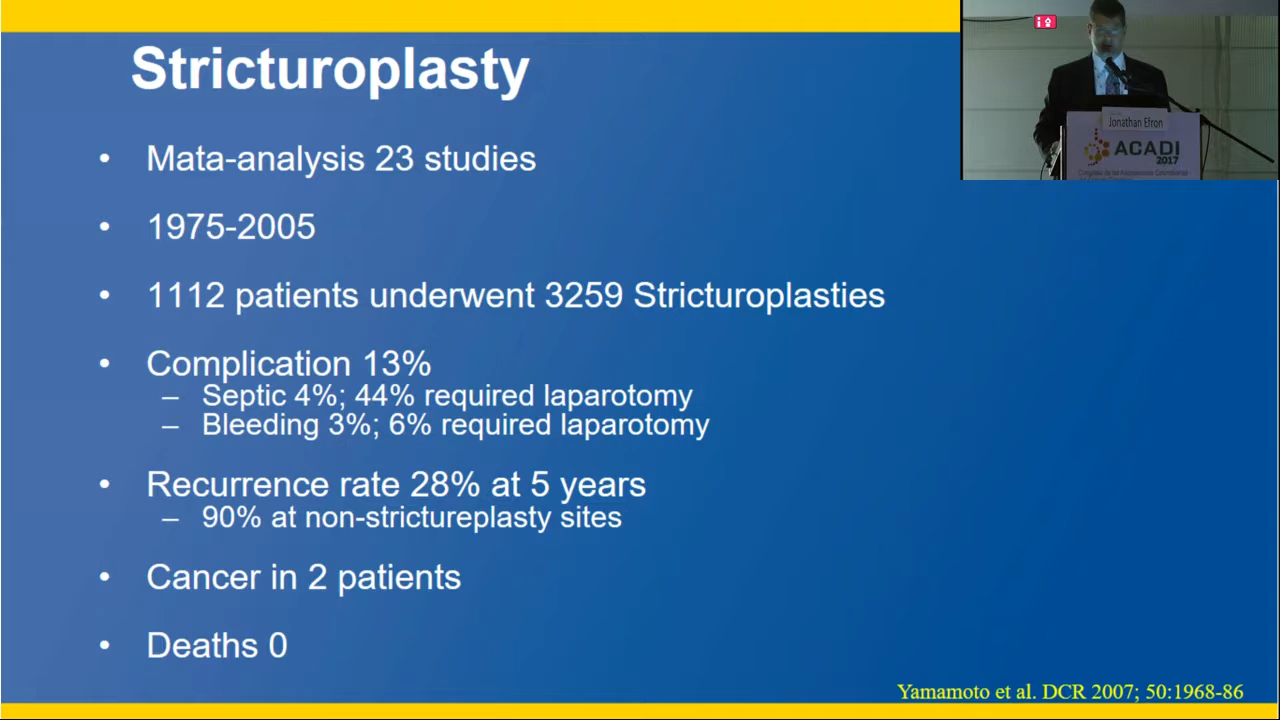 Stricturoplasty
• Mata-analysis 23 studies
• 1975-2005
• 1112 patients underwent 3259 Stricturoplasties
• Complication 13%
– Septic 4%; 44% required laparotomy
– Bleeding 3%; 6% required laparotomy
• Recurrence rate 28% at 5 years
– 90% at non-strictureplasty sites
• Cancer in 2 patients
• Deaths 0
Yamamoto et al. DCR 2007; 50:1968-86
Jonathan Efron
ACADI
2017